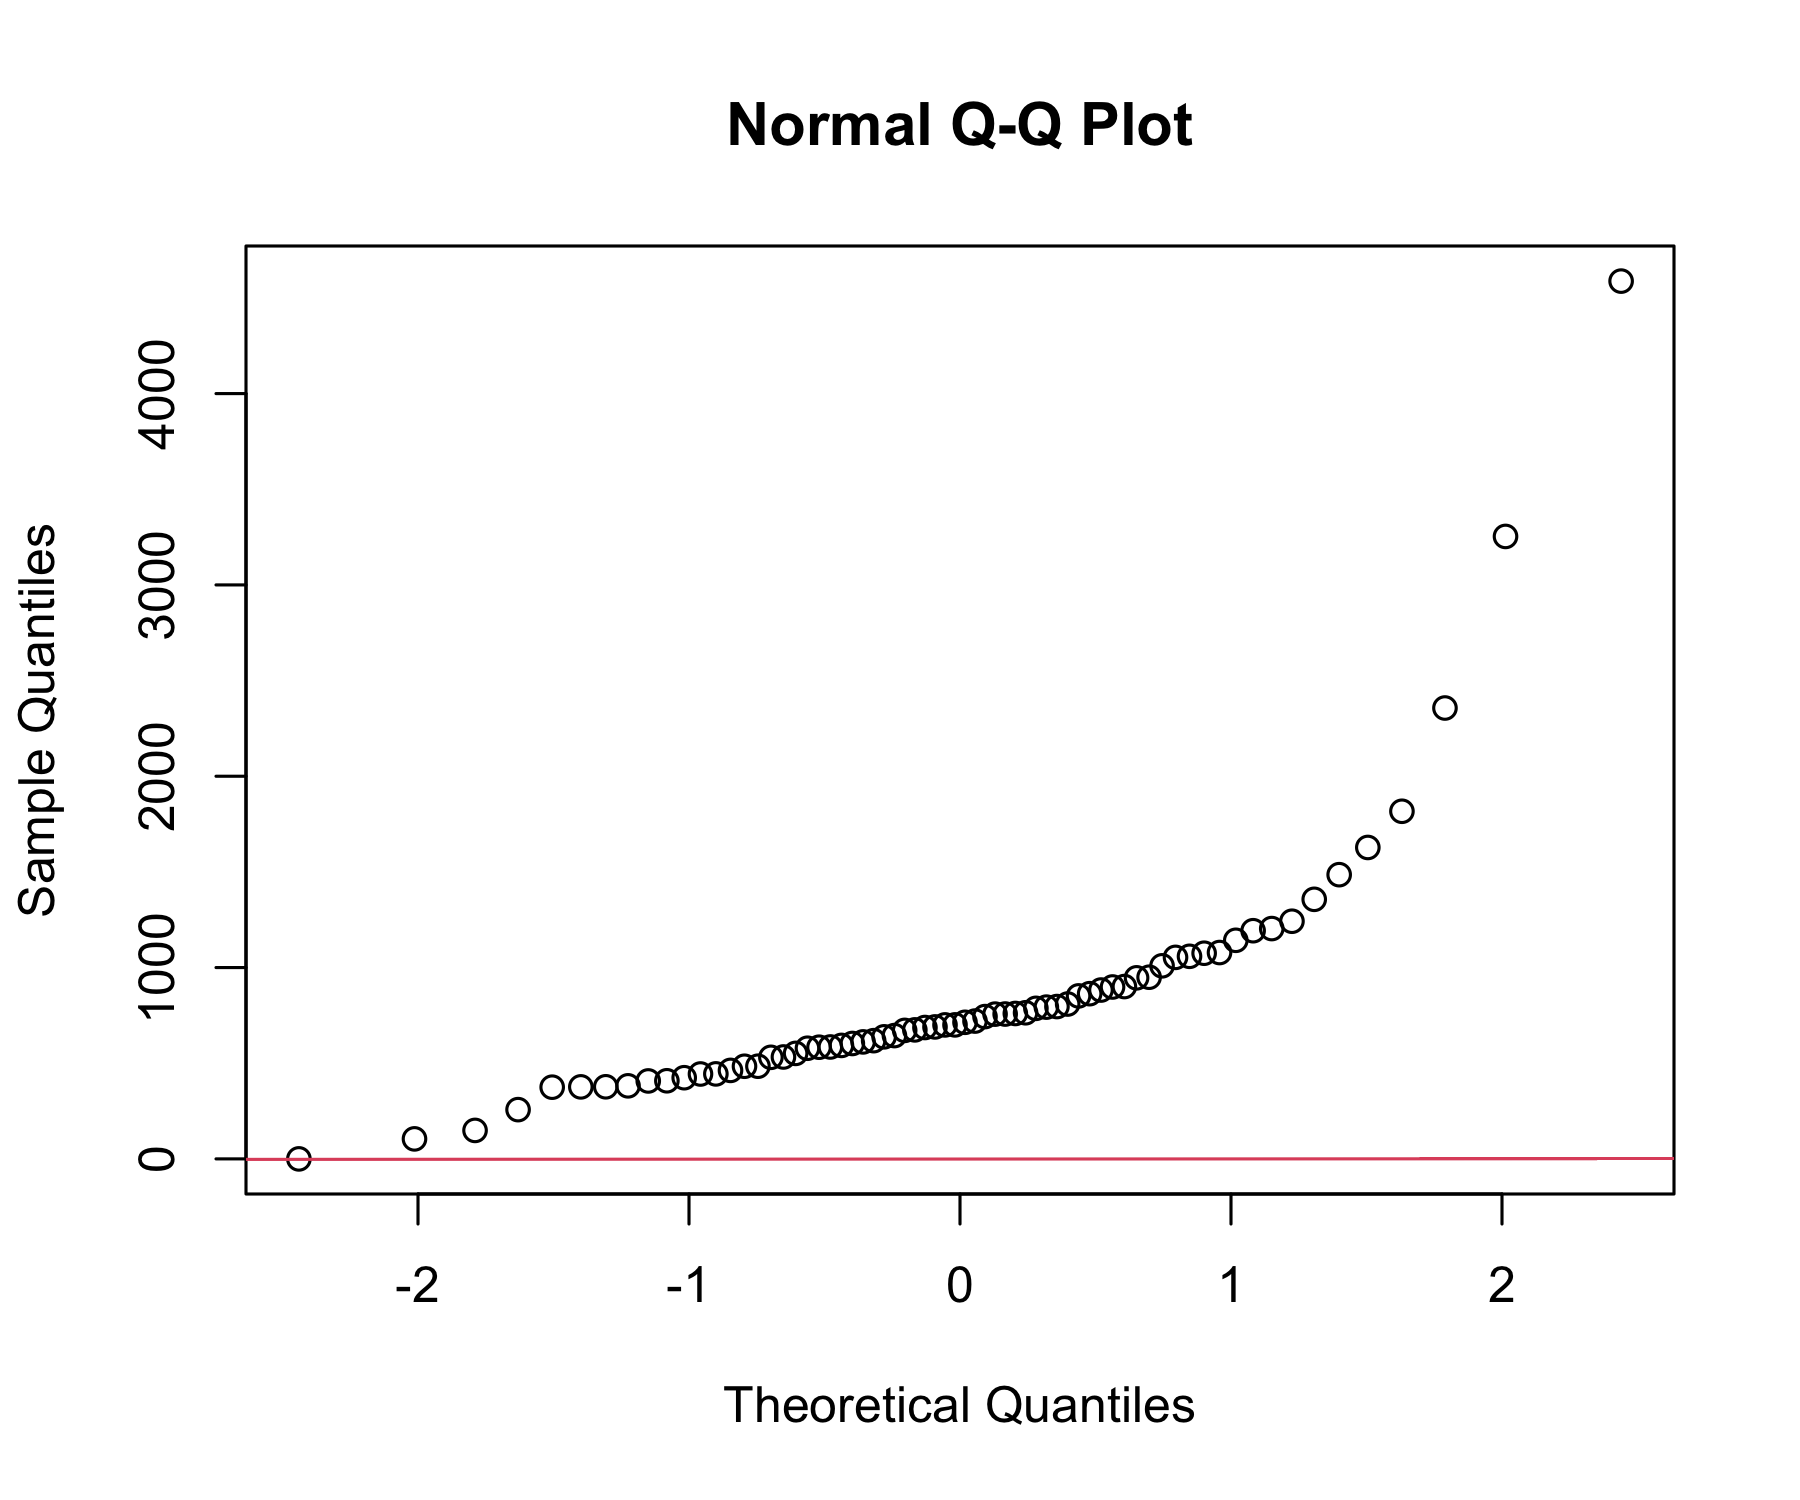 Normal Q-Q Plot
Sample Quantiles
4000
3000
2000
1000
0
-2 -1 0 1 2
Theoretical Quantiles